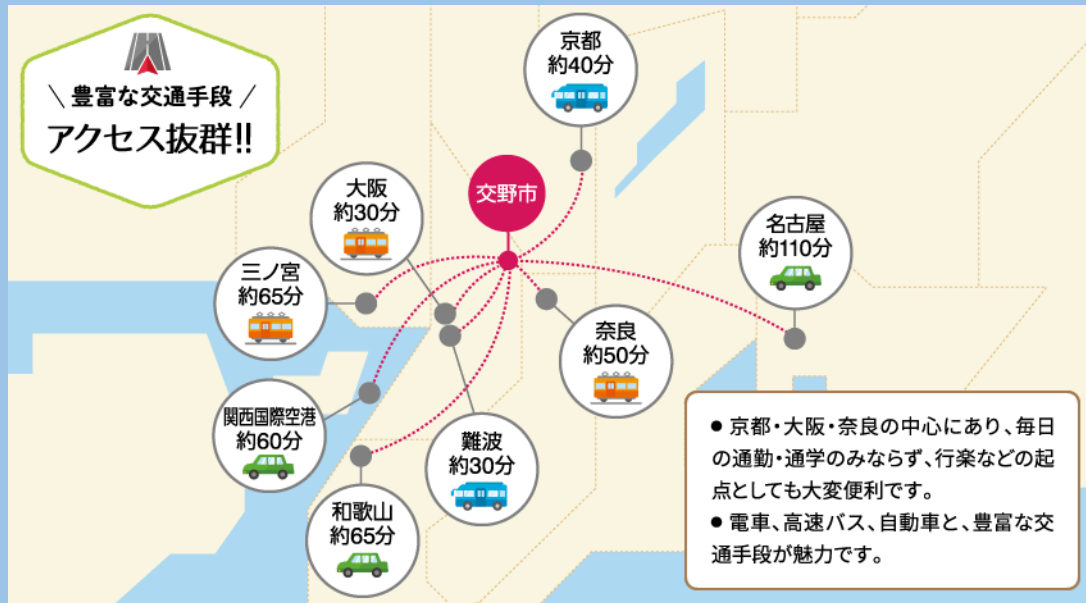 豊富な交通手段
アクセス抜群!!
京都
約40分
交野市
大阪
約30分
名古屋
約110分
三ノ宮
約65分
奈良
約50分
関西国際空港
約60分
難波
約30分
和歌山
約65分
● 京都・大阪・奈良の中心にあり、毎日
の通勤・通学のみならず、行楽などの起
点としても大変便利です。
● 電車、高速バス、自動車と、豊富な交
通手段が魅力です。